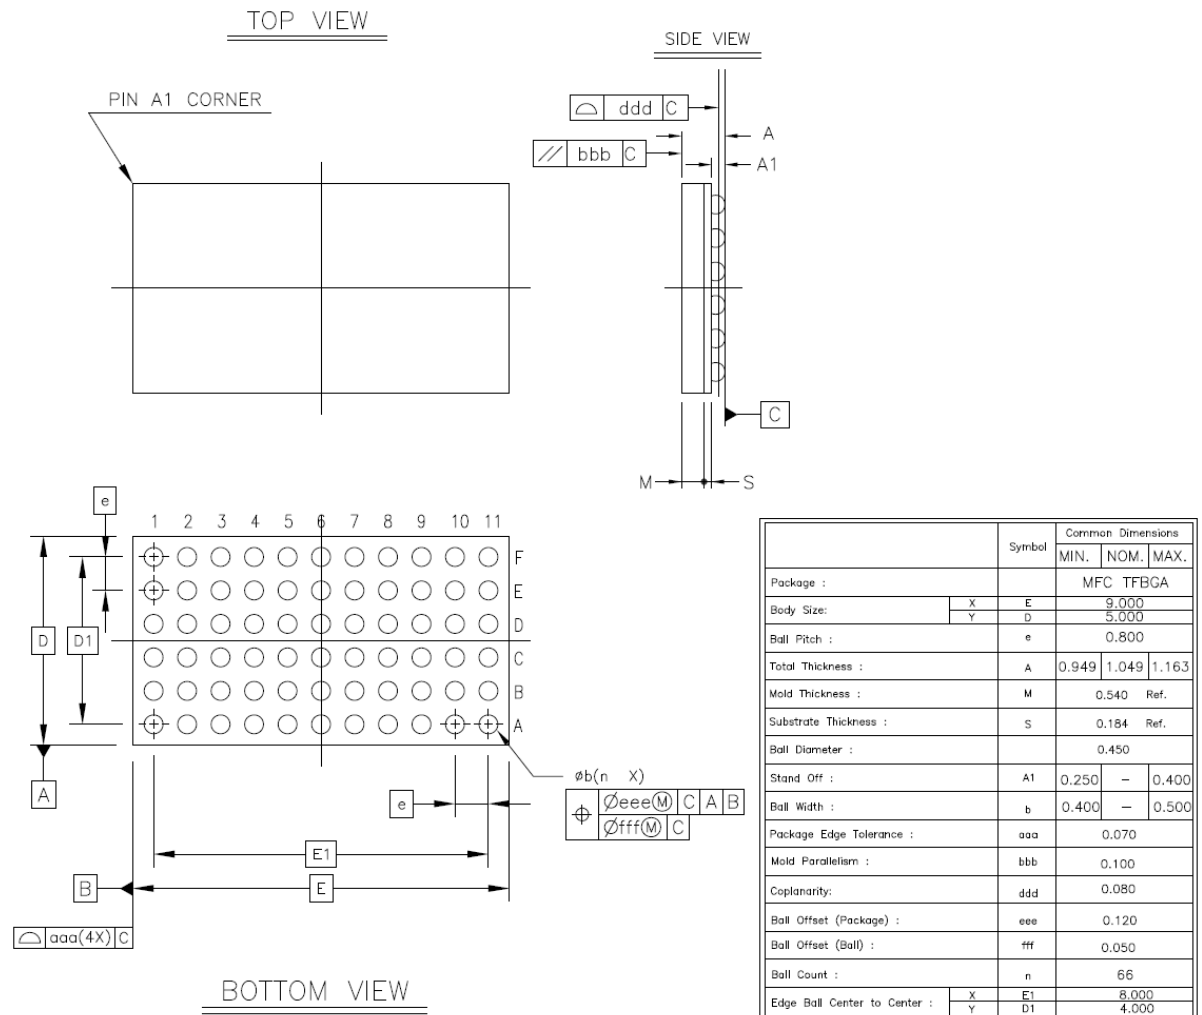 TOP VIEW
SIDE VIEW
PIN A1 CORNER
ddd C
A
// bbb C
A1
C
M S
e
1 2 3 4 5 6 7 8 9 10 11
F
E
D
C
B
A
D D1
A
e
E1
B E
aaa(4X) C
øb(n X)
Øeee Ⓜ C A B
Øfff Ⓜ C
BOTTOM VIEW
Symbol Common Dimensions
MIN. NOM. MAX.
Package : MFC TFBGA
Body Size: X E 9.000
Y D 5.000
Ball Pitch : e 0.800
Total Thickness : A 0.949 1.049 1.163
Mold Thickness : M 0.540 Ref.
Substrate Thickness : S 0.184 Ref.
Ball Diameter : 0.450
Stand Off : A1 0.250 – 0.400
Ball Width : b 0.400 – 0.500
Package Edge Tolerance : aaa 0.070
Mold Parallelism : bbb 0.100
Coplanarity: ddd 0.080
Ball Offset (Package) : eee 0.120
Ball Offset (Ball) : fff 0.050
Ball Count : n 66
Edge Ball Center to Center : X E1 8.000
Y D1 4.000